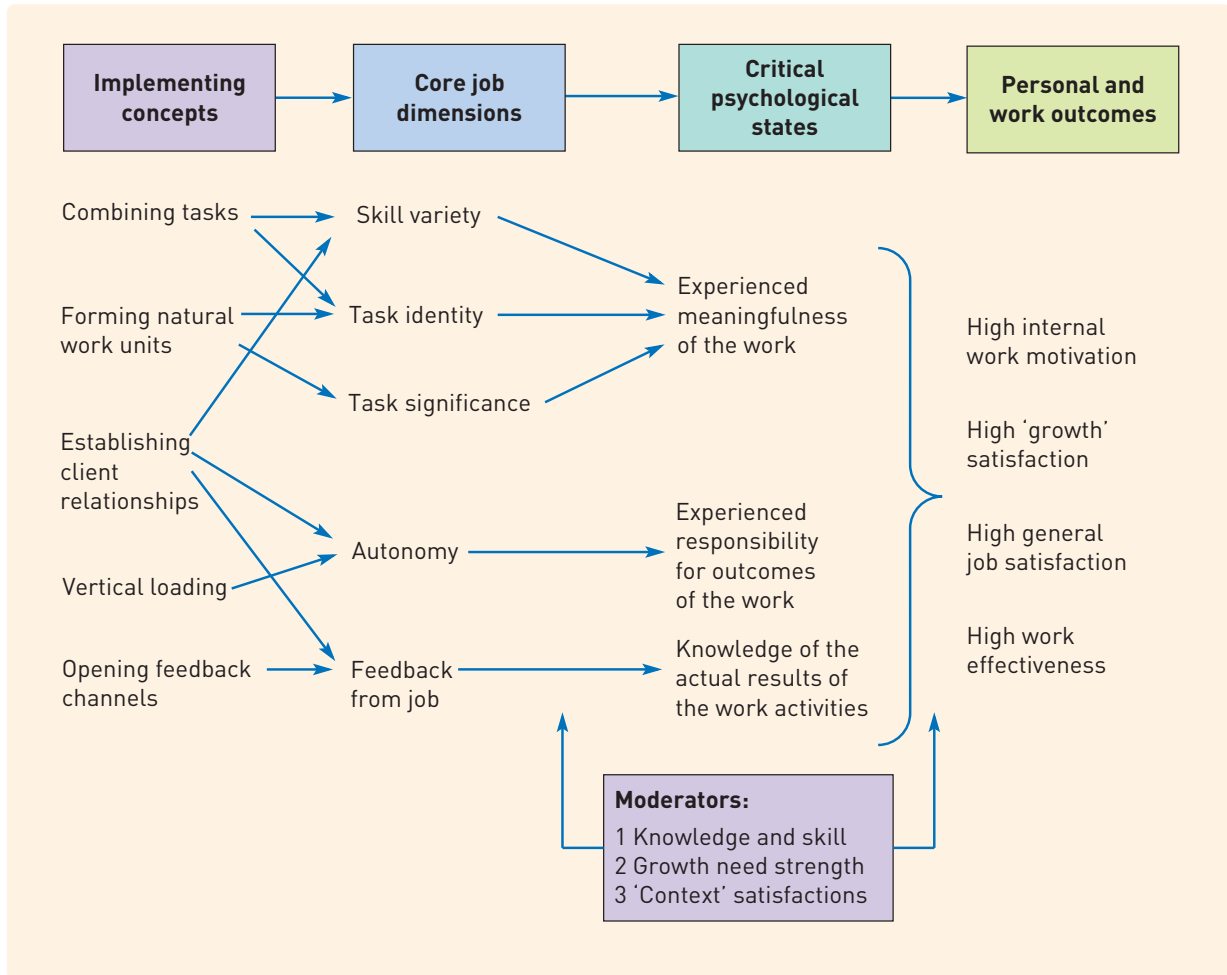 Implementing
concepts
Core job
dimensions
Critical
psychological
states
Personal and
work outcomes
Combining tasks
Forming natural
work units
Establishing
client
relationships
Vertical loading
Opening feedback
channels
Skill variety
Task identity
Task significance
Autonomy
Feedback
from job
Experienced
meaningfulness
of the work
Experienced
responsibility
for outcomes
of the work
Knowledge of the
actual results of
the work activities
High internal
work motivation
High ‘growth’
satisfaction
High general
job satisfaction
High work
effectiveness
Moderators:
1 Knowledge and skill
2 Growth need strength
3 ‘Context’ satisfactions